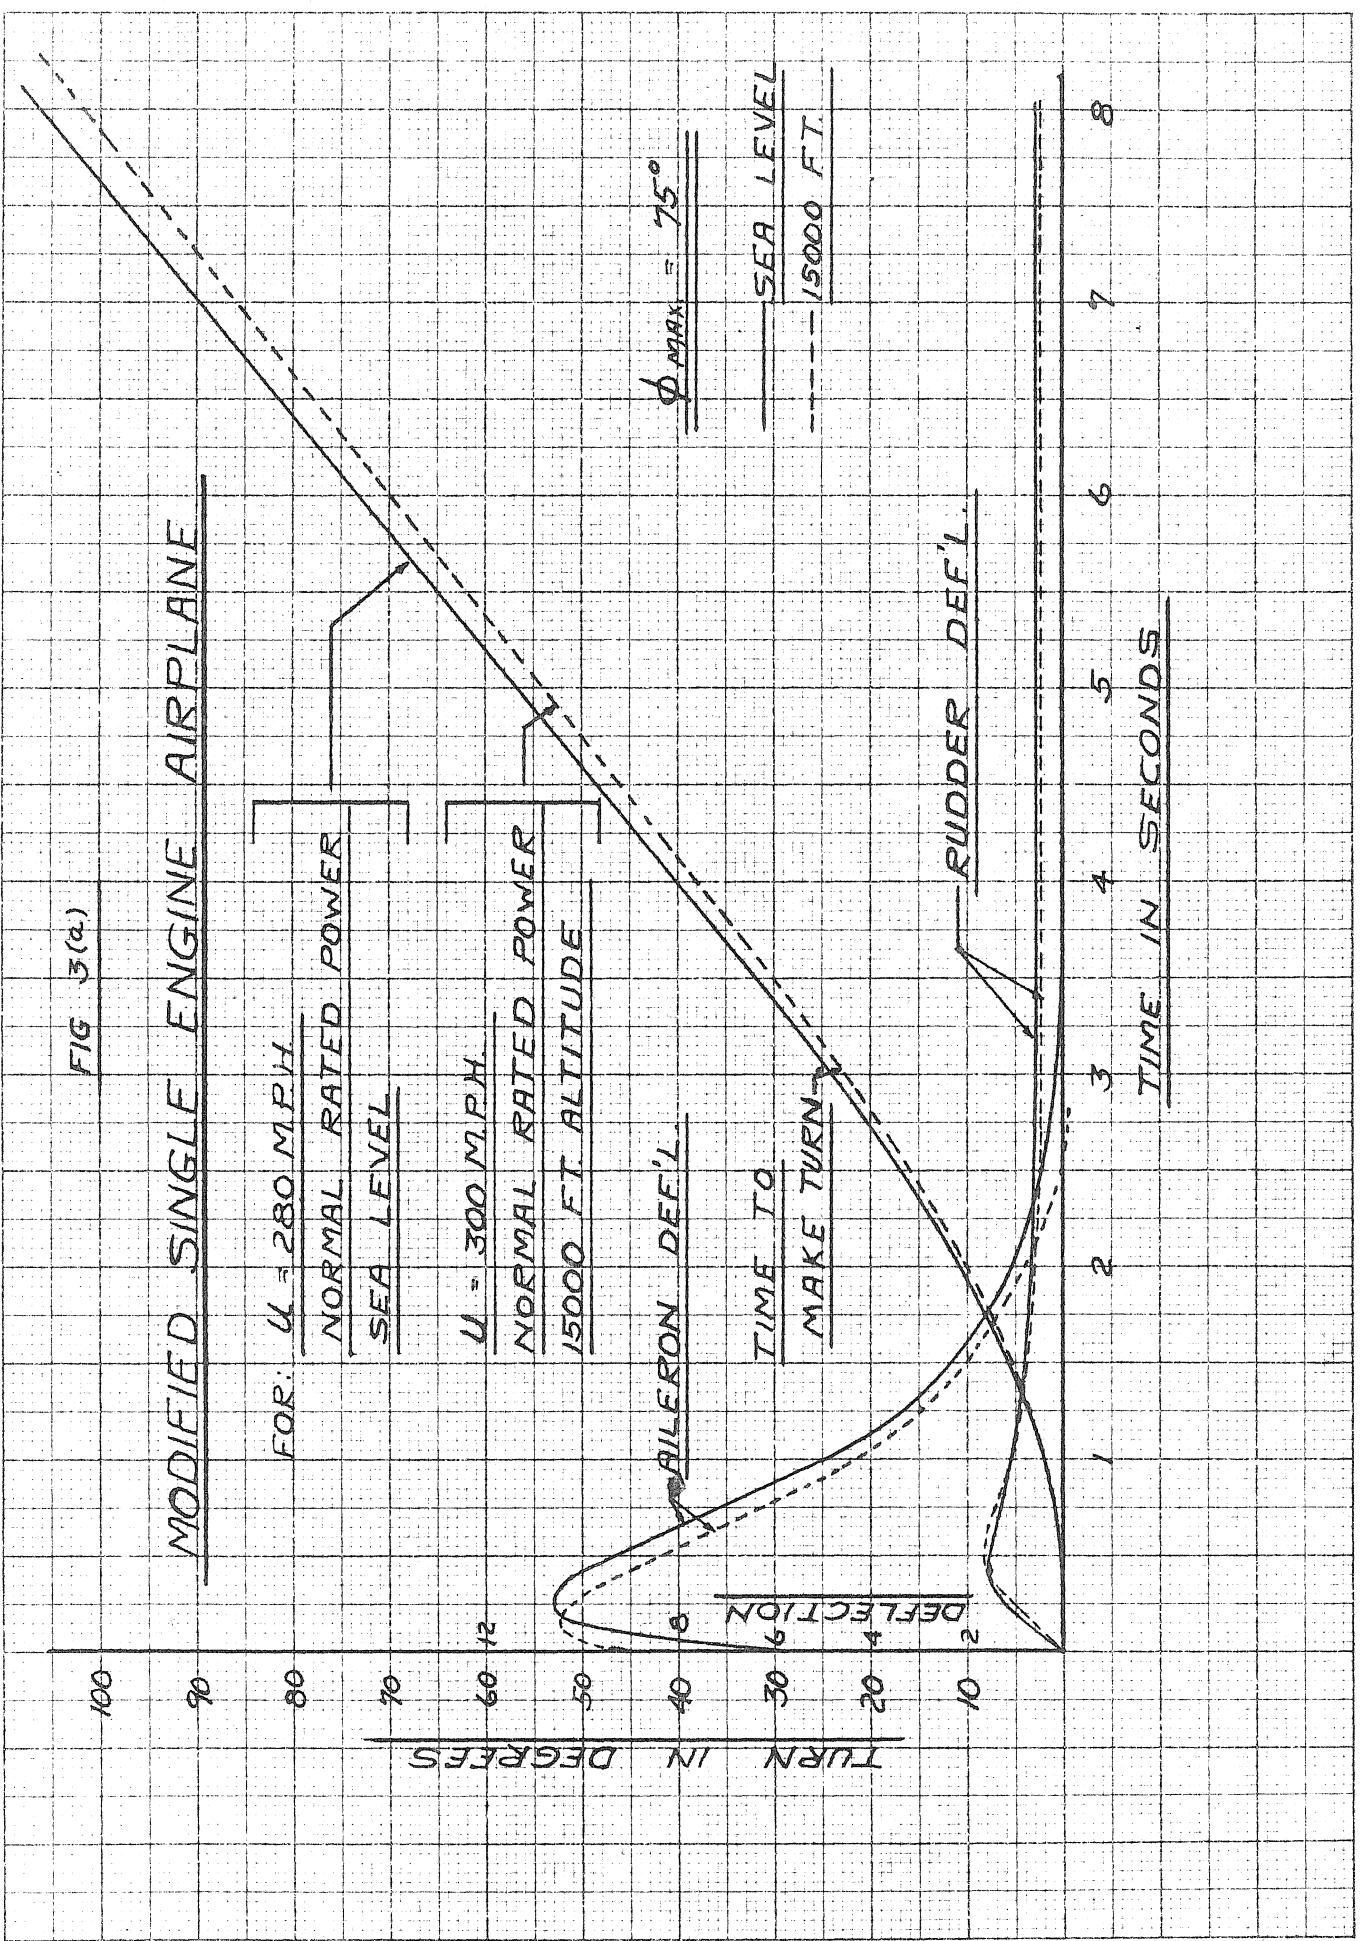 FIG 3(a)
MODIFIED SINGLE ENGINE AIRPLANE
FOR: U = 280 M.P.H.
NORMAL RATED POWER
SEA LEVEL
U = 300 M.P.H.
NORMAL RATED POWER
15000 FT. ALTITUDE
AILERON DEF'L.
TIME TO
MAKE TURN
ϕ MAX. = 75°
SEA LEVEL
15000 FT.
RUDDER DEF'L.
TURN IN DEGREES
100
90
80
70
60
50
40
30
20
10
DEFLECTION
12
8
6
4
2
1
2
3
4
5
6
7
8
TIME IN SECONDS